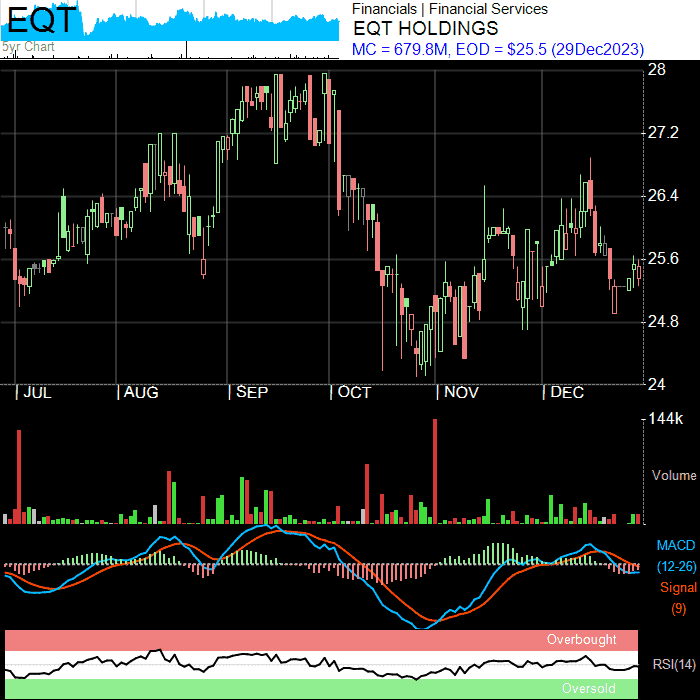 EQT
5yr Chart
Financials | Financial Services
EQT HOLDINGS
MC = 679.8M, EOD = $25.5 (29Dec2023)
28
27.2
26.4
25.6
24.8
24
| JUL | AUG | SEP | OCT | NOV | DEC
144k
Volume
MACD
(12-26)
Signal
(9)
Overbought
RSI(14)
Oversold